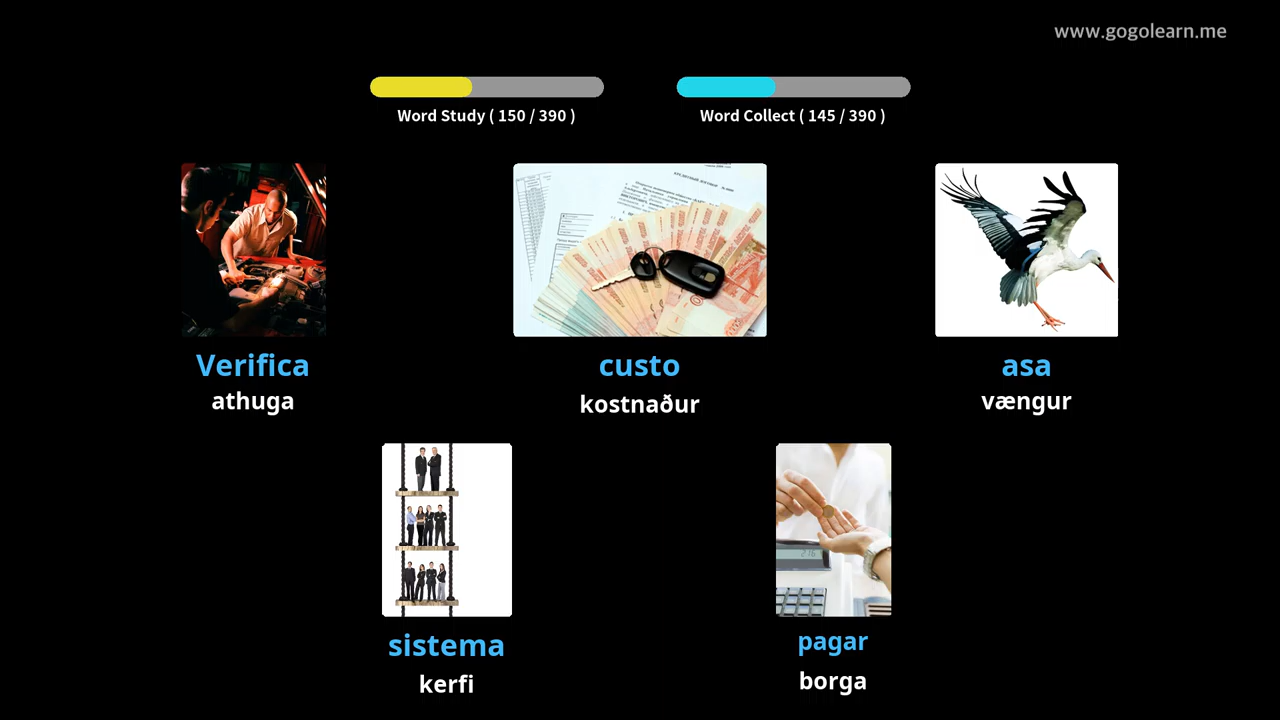 www.gogolearn.me
Word Study ( 150 / 390 )
Word Collect ( 145 / 390 )
Verifica
athuga
custo
kostnaður
asa
vængur
sistema
kerfi
pagar
borga